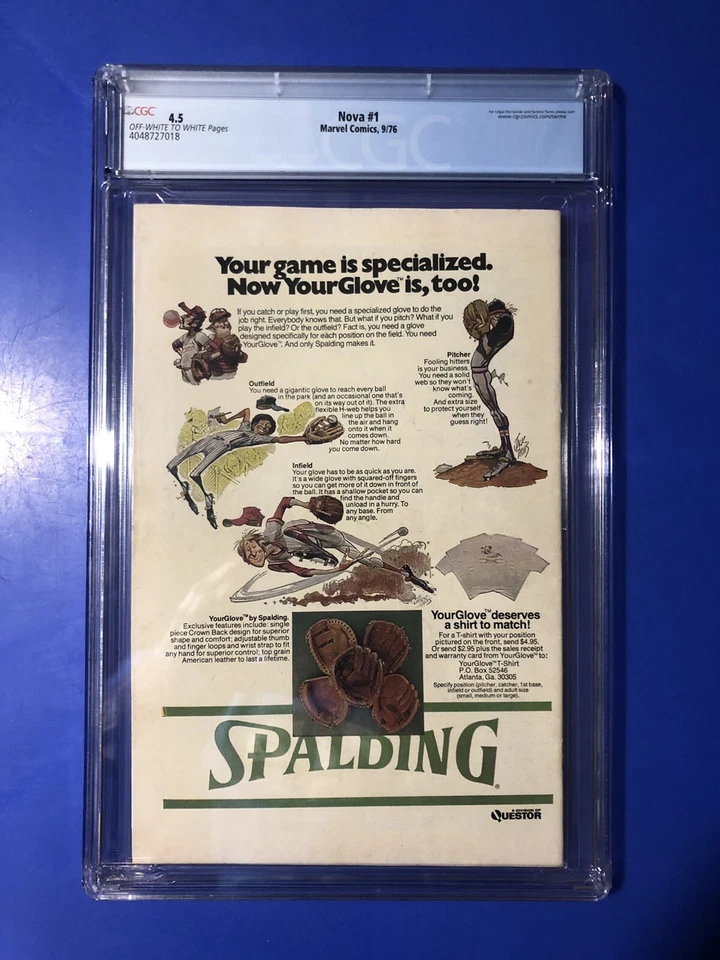 CGC
4.5
OFF-WHITE TO WHITE Pages
4048727018
Nova #1
Marvel Comics, 9/76
For Legal Disclaimer and Terms please visit
www.cgccomics.com/terms
CGC
Your game is specialized.
Now YourGlove™ is, too!
If you catch or play first, you need a specialized glove to do the
job right. Everybody knows that. But what if you pitch? What if you
play the infield? Or the outfield? Fact is, you need a glove
designed specifically for each position on the field. You need
YourGlove™. And only Spalding makes it.
Pitcher
Fooling hitters
is your business.
You need a solid
web so they won't
know what's
coming.
And extra size
to protect yourself
when they
guess right!
Outfield
You need a gigantic glove to reach every ball
in the park (and an occasional one that's
on its way out of it). The extra
flexible H-web helps you
line up the ball in
the air and hang
onto it when it
comes down.
No matter how hard
you come down.
Infield
Your glove has to be as quick as you are.
It's a wide glove with squared-off fingers
so you can get more of it down in front of
the ball. It has a shallow pocket so you can
find the handle and
unload in a hurry. To
any base. From
any angle.
YourGlove™ by Spalding.
Exclusive features include: single
piece Crown Back design for superior
shape and comfort; adjustable thumb
and finger loops and wrist strap to fit
any hand for superior control; top grain
American leather to last a lifetime.
YourGlove™ deserves
a shirt to match!
For a T-shirt with your position
pictured on the front, send $4.95.
Or send $2.95 plus the sales receipt
and warranty card from YourGlove™ to:
YourGlove™ T-Shirt
P.O. Box 52546
Atlanta, Ga. 30305
Specify position (pitcher, catcher, 1st base,
infield or outfield) and adult size
(small, medium or large).
SPALDING®
A DIVISION OF
QUESTOR